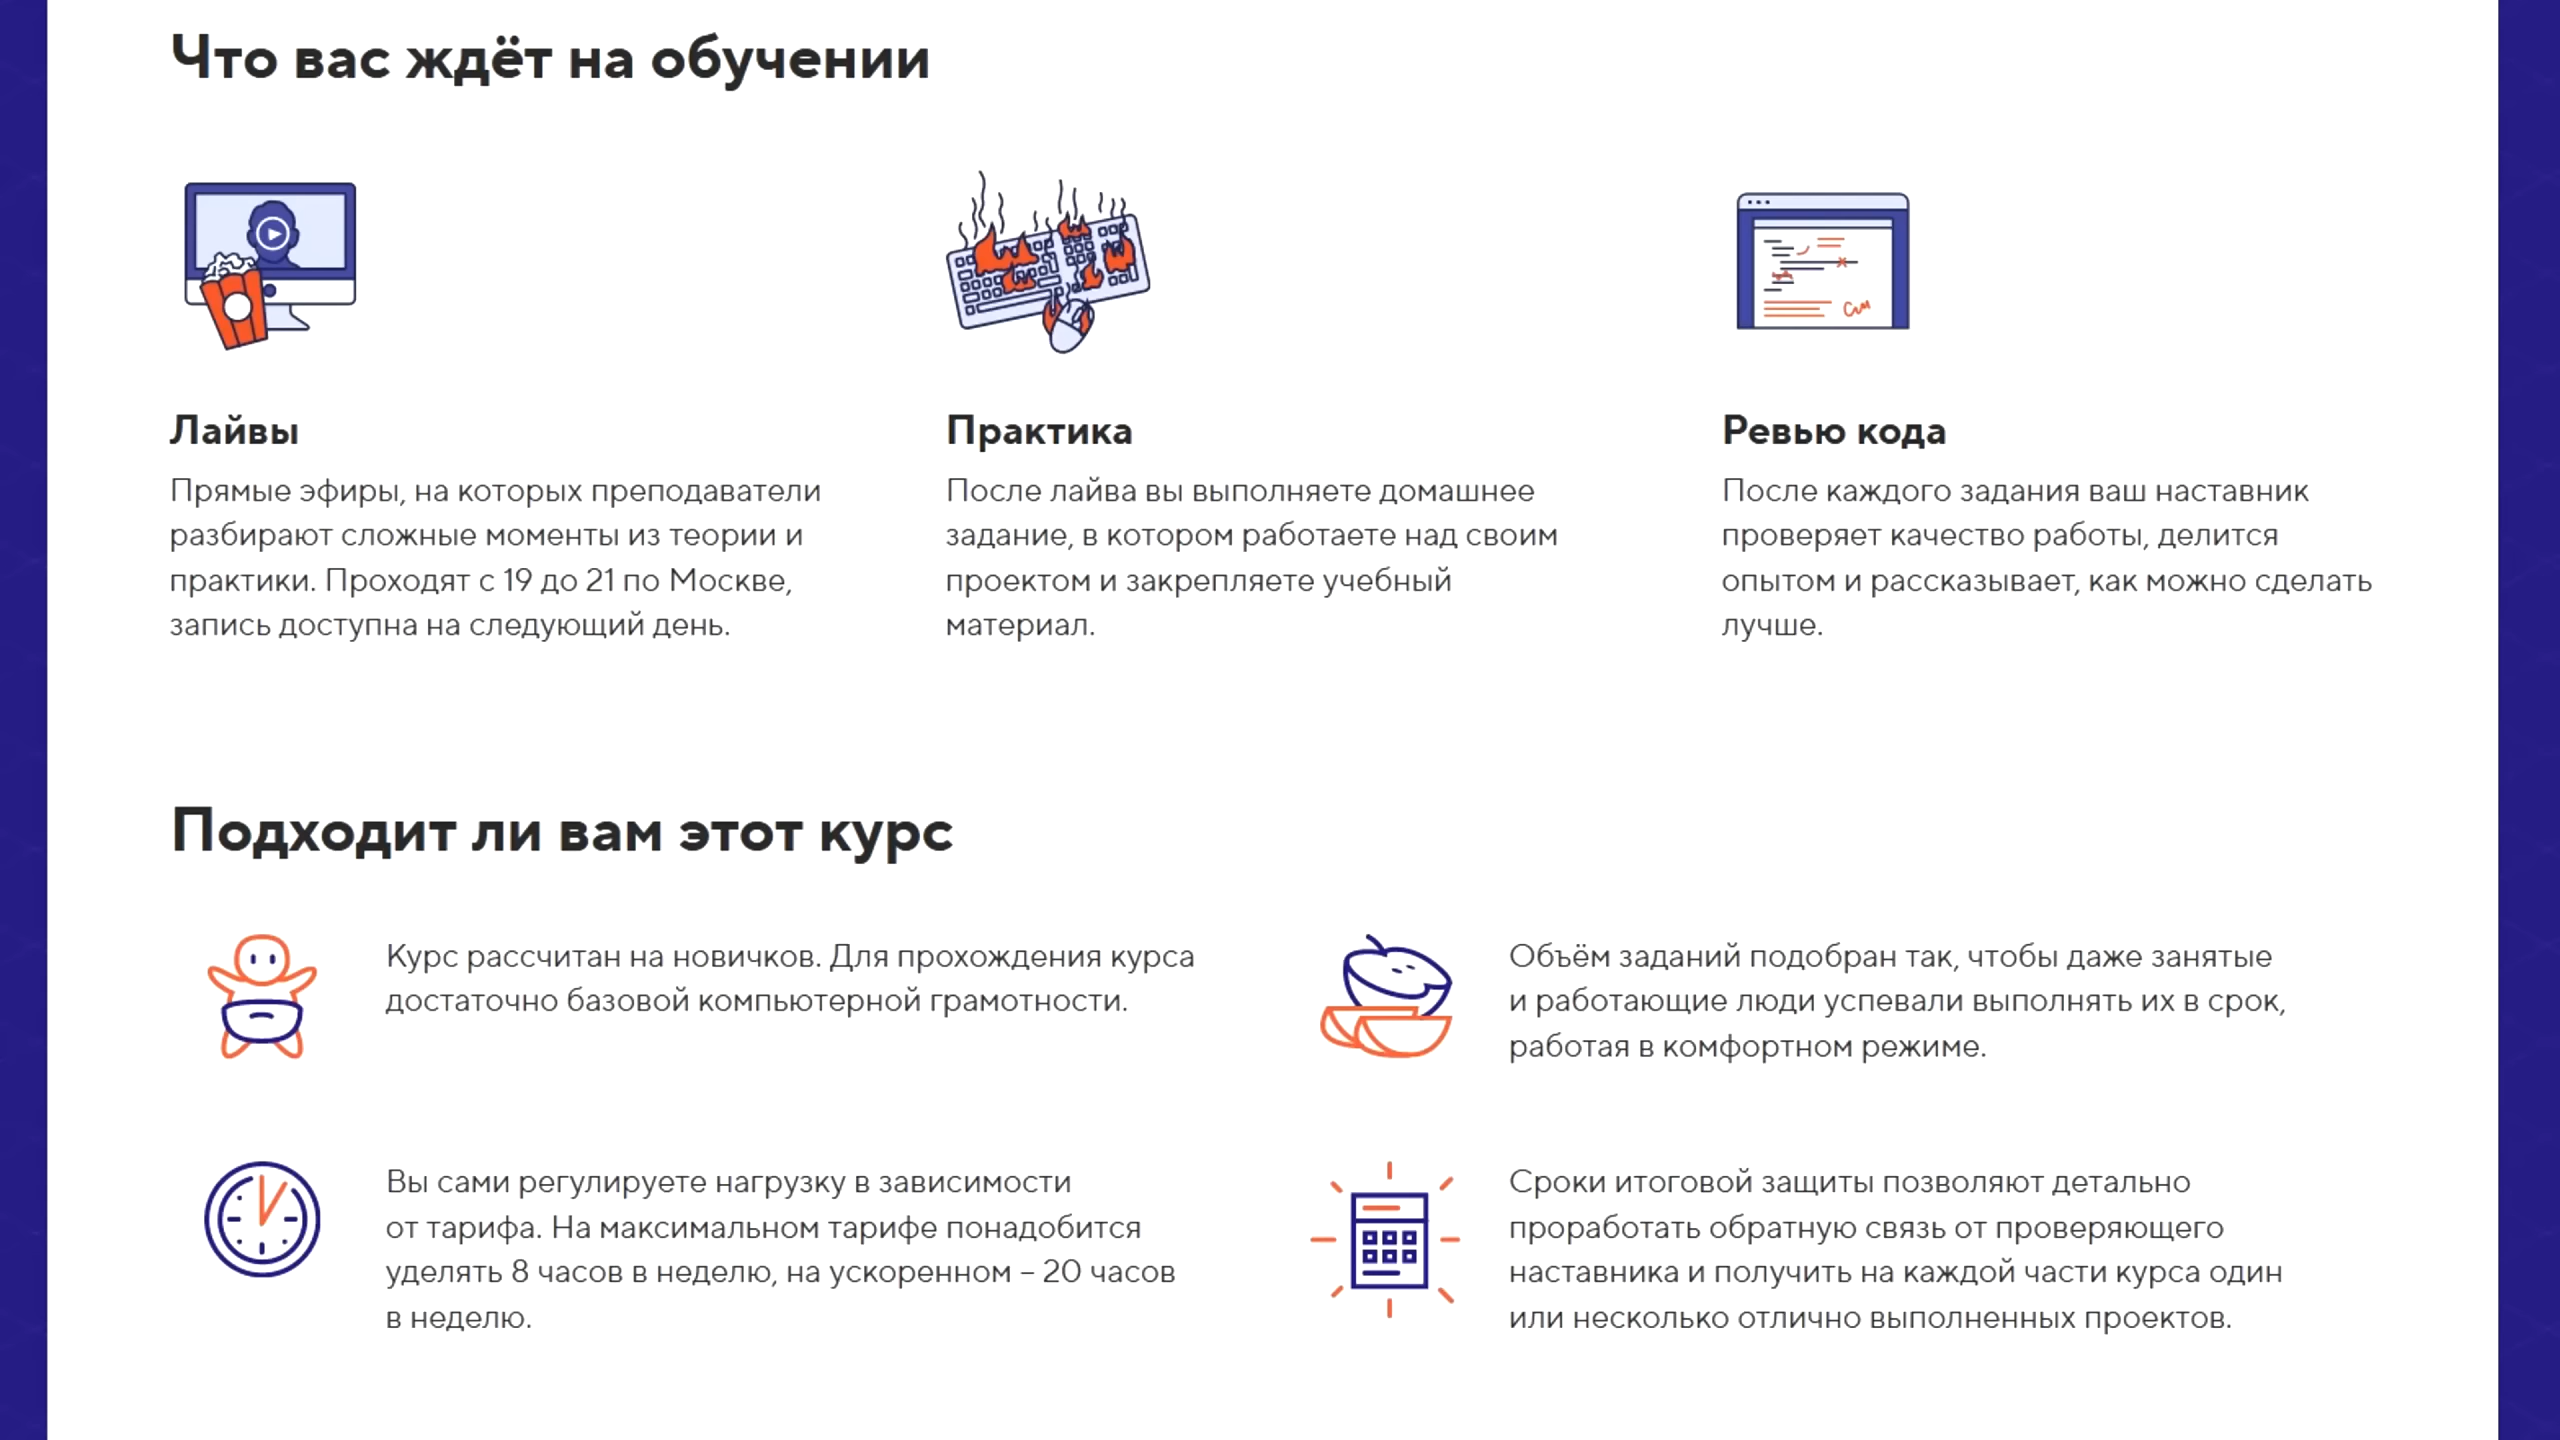 Что вас ждёт на обучении
Лайвы
Прямые эфиры, на которых преподаватели
разбирают сложные моменты из теории и
практики. Проходят с 19 до 21 по Москве,
запись доступна на следующий день.
Практика
После лайва вы выполняете домашнее
задание, в котором работаете над своим
проектом и закрепляете учебный
материал.
Ревью кода
После каждого задания ваш наставник
проверяет качество работы, делится
опытом и рассказывает, как можно сделать
лучше.
Подходит ли вам этот курс
Курс рассчитан на новичков. Для прохождения курса
достаточно базовой компьютерной грамотности.
Объём заданий подобран так, чтобы даже занятые
и работающие люди успевали выполнять их в срок,
работая в комфортном режиме.
Вы сами регулируете нагрузку в зависимости
от тарифа. На максимальном тарифе понадобится
уделять 8 часов в неделю, на ускоренном – 20 часов
в неделю.
Сроки итоговой защиты позволяют детально
проработать обратную связь от проверяющего
наставника и получить на каждой части курса один
или несколько отлично выполненных проектов.